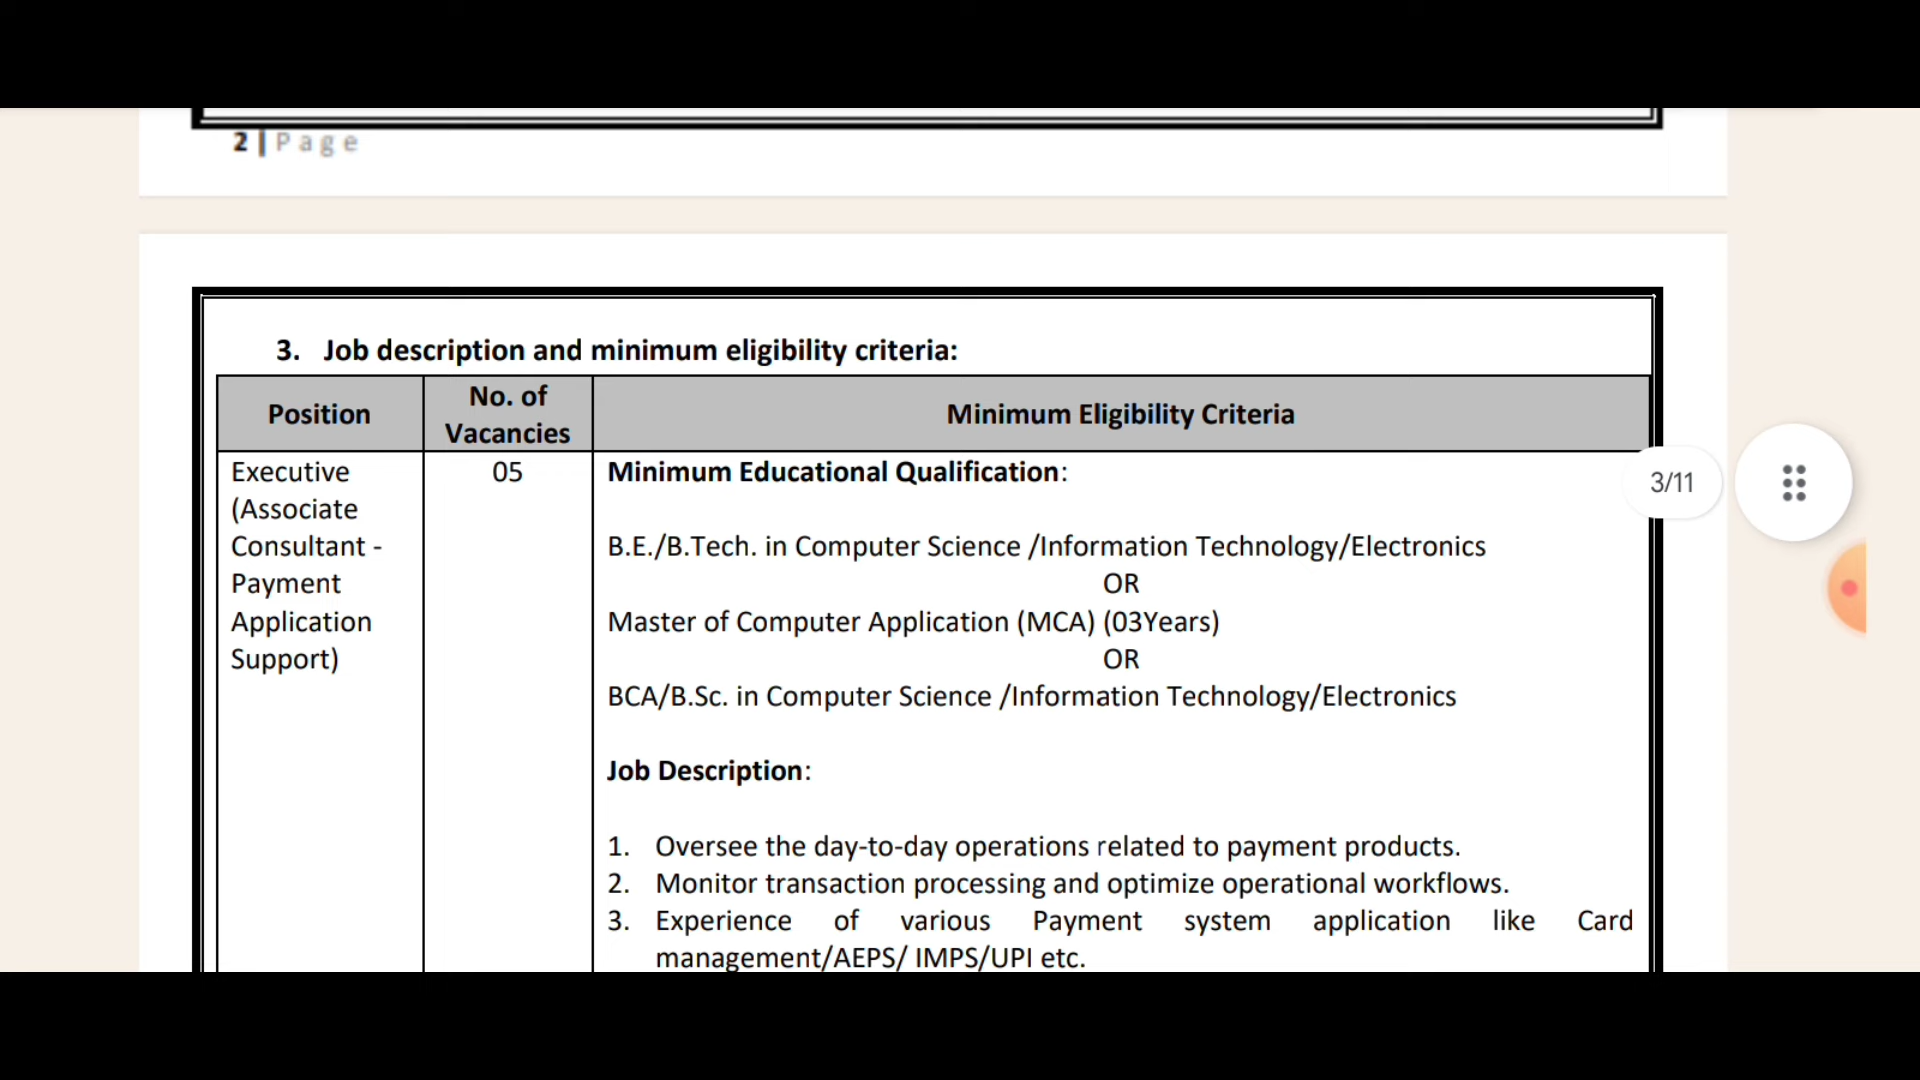 2 | Page
3. Job description and minimum eligibility criteria:
Position
No. of
Vacancies
Minimum Eligibility Criteria
Executive
(Associate
Consultant -
Payment
Application
Support)
05
Minimum Educational Qualification:
B.E./B.Tech. in Computer Science /Information Technology/Electronics
OR
Master of Computer Application (MCA) (03Years)
OR
BCA/B.Sc. in Computer Science /Information Technology/Electronics
Job Description:
1. Oversee the day-to-day operations related to payment products.
2. Monitor transaction processing and optimize operational workflows.
3. Experience of various Payment system application like Card
management/AEPS/ IMPS/UPI etc.
3/11